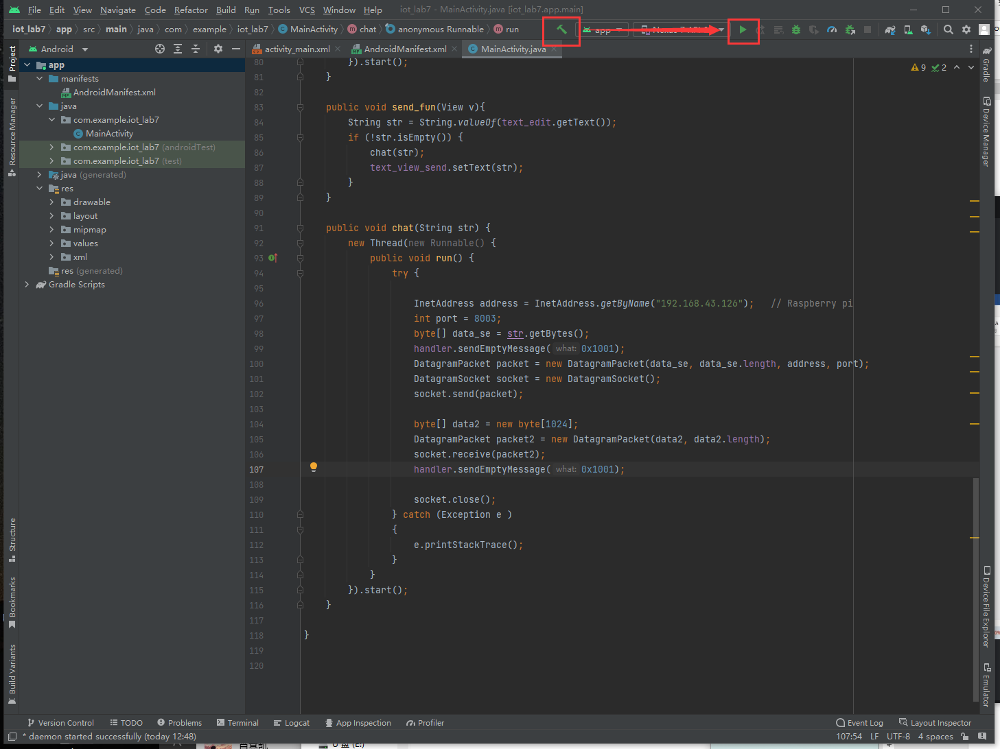 File Edit View Navigate Code Refactor Build Run Tools VCS Window Help iot_lab7 - MainActivity.java [iot_lab7.app.main]
iot_lab7 app src main java com example iot_lab7 MainActivity chat anonymous Runnable run app
Android activity_main.xml AndroidManifest.xml MainActivity.java
Project
Resource Manager
Structure
Bookmarks
Build Variants
app
manifests
AndroidManifest.xml
java
com.example.iot_lab7
MainActivity
com.example.iot_lab7 (androidTest)
com.example.iot_lab7 (test)
java (generated)
res
drawable
layout
mipmap
values
xml
res (generated)
Gradle Scripts
9 2
80 }).start();
81 }
82
83 public void send_fun(View v){
84 String str = String.valueOf(text_edit.getText());
85 if (!str.isEmpty()) {
86 chat(str);
87 text_view_send.setText(str);
88 }
89 }
90
91 public void chat(String str) {
92 new Thread(new Runnable() {
93 public void run() {
94 try {
95
96 InetAddress address = InetAddress.getByName("192.168.43.126"); // Raspberry pi
97 int port = 8003;
98 byte[] data_se = str.getBytes();
99 handler.sendEmptyMessage( what: 0x1001);
100 DatagramPacket packet = new DatagramPacket(data_se, data_se.length, address, port);
101 DatagramSocket socket = new DatagramSocket();
102 socket.send(packet);
103
104 byte[] data2 = new byte[1024];
105 DatagramPacket packet2 = new DatagramPacket(data2, data2.length);
106 socket.receive(packet2);
107 handler.sendEmptyMessage( what: 0x1001);
108
109 socket.close();
110 } catch (Exception e )
111 {
112 e.printStackTrace();
113 }
114 }
115 }).start();
116 }
117
118 }
119
120
Gradle
Device Manager
Device File Explorer
Emulator
Version Control TODO Problems Terminal Logcat App Inspection Profiler Event Log Layout Inspector
* daemon started successfully (today 12:48) 107:54 LF UTF-8 4 spaces